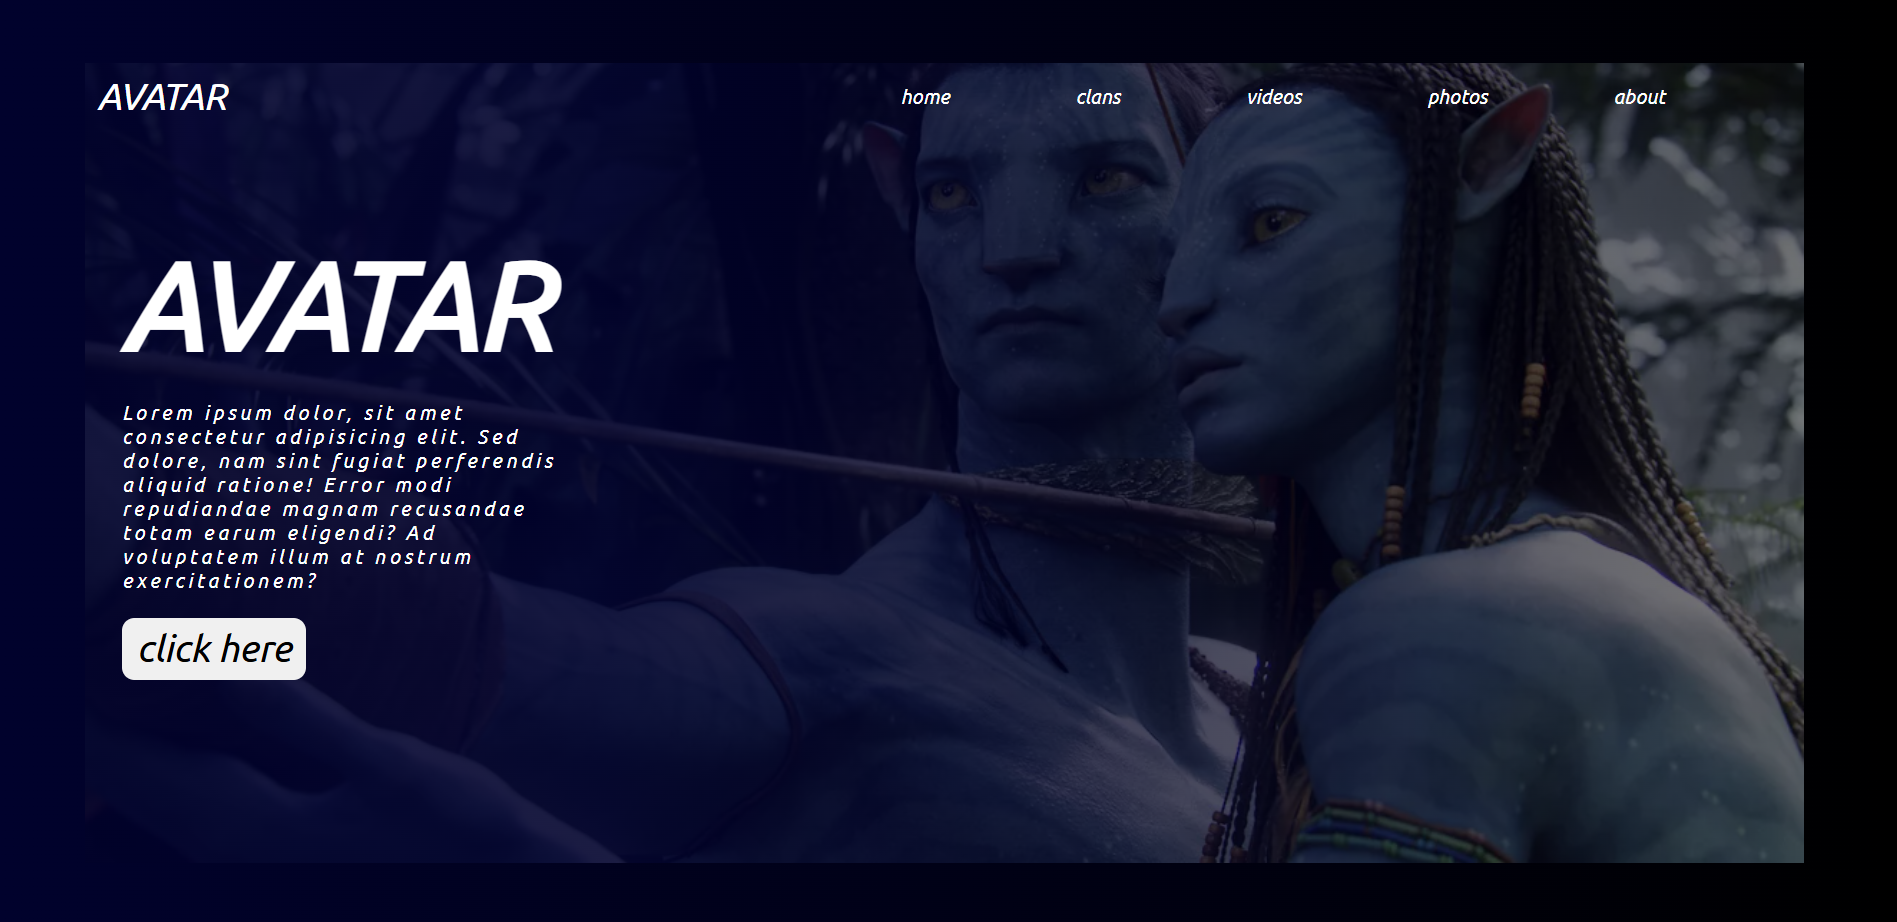 AVATAR
home clans videos photos about
AVATAR
Lorem ipsum dolor, sit amet
consectetur adipisicing elit. Sed
dolore, nam sint fugiat perferendis
aliquid ratione! Error modi
repudiandae magnam recusandae
totam earum eligendi? Ad
voluptatem illum at nostrum
exercitationem?
click here